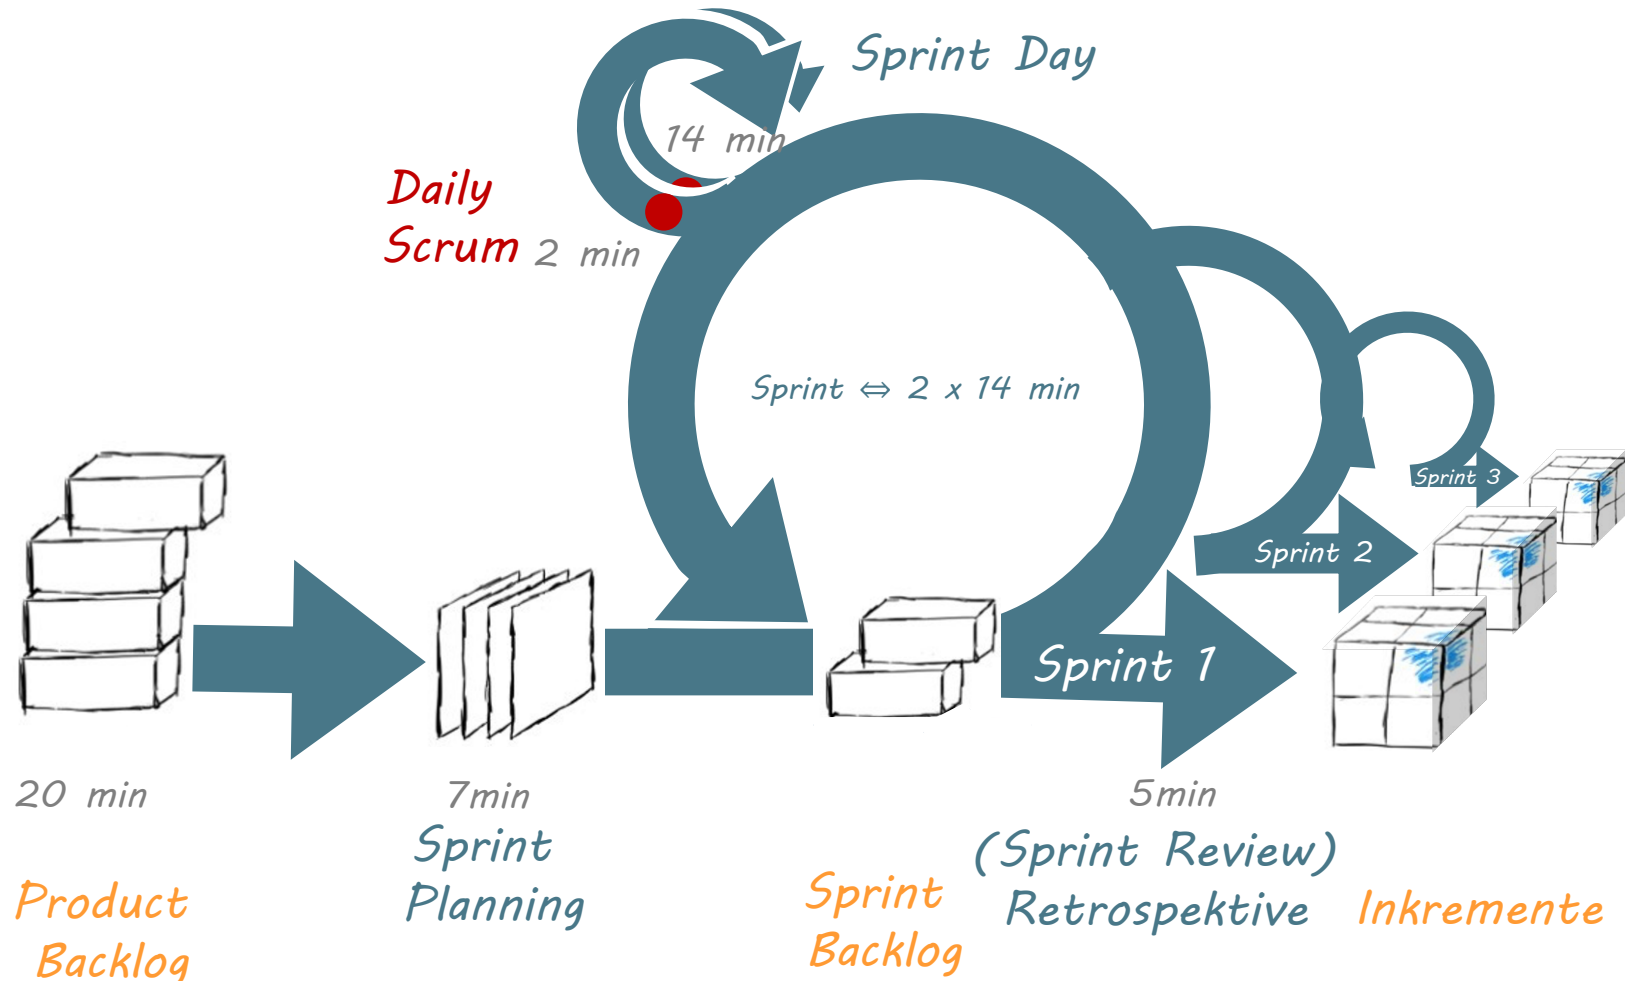 Sprint Day
14 min
Daily
Scrum 2 min
Sprint ⇔ 2 x 14 min
Sprint 3
Sprint 2
Sprint 1
20 min
7min
5min
Sprint
Planning
(Sprint Review)
Retrospektive
Product
Backlog
Sprint
Backlog
Inkremente